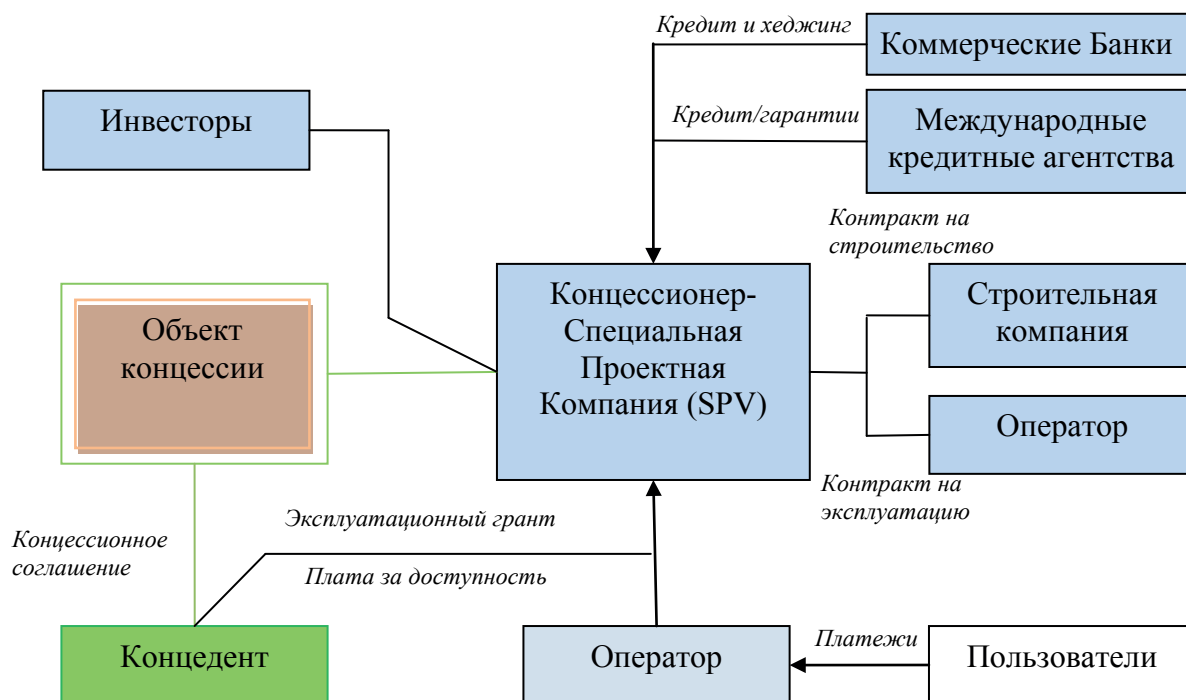 Кредит и хеджинг
Коммерческие Банки
Инвесторы
Кредит/гарантии
Международные
кредитные агентства
Контракт на
строительство
Объект
концессии
Концессионер-
Специальная
Проектная
Компания (SPV)
Строительная
компания
Оператор
Контракт на
эксплуатацию
Эксплуатационный грант
Концессионное
соглашение
Плата за доступность
Концедент
Оператор
Платежи
Пользователи